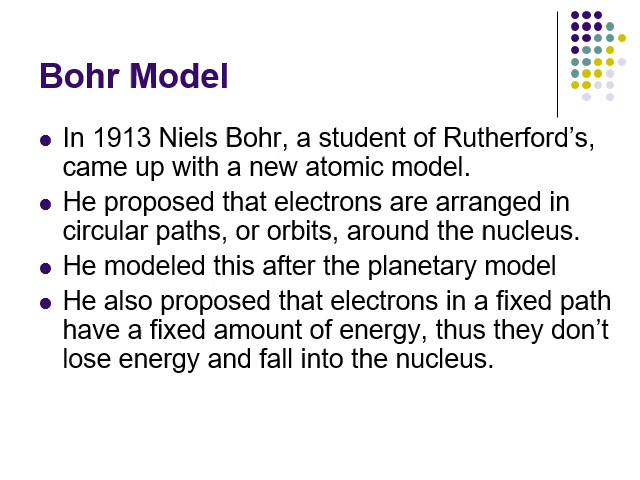 Bohr Model
In 1913 Niels Bohr, a student of Rutherford's,
came up with a new atomic model.
He proposed that electrons are arranged in
circular paths, or orbits, around the nucleus.
He modeled this after the planetary model
He also proposed that electrons in a fixed path
have a fixed amount of energy, thus they don't
lose energy and fall into the nucleus.